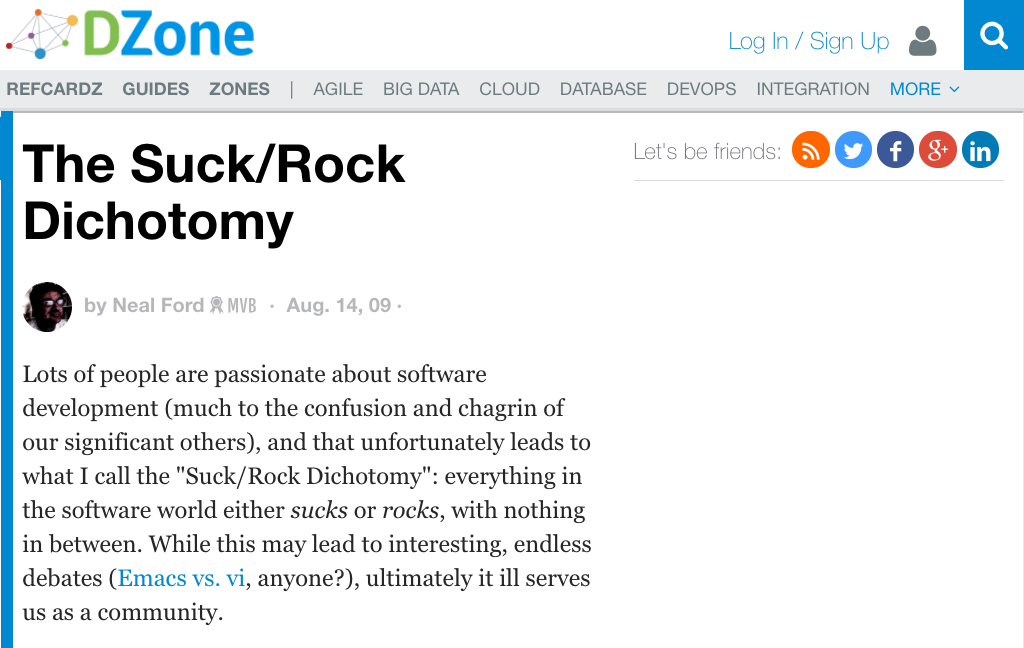 DZone
Log In / Sign Up
REFCARDZ GUIDES ZONES | AGILE BIG DATA CLOUD DATABASE DEVOPS INTEGRATION MORE
The Suck/Rock
Dichotomy
Let's be friends:
by Neal Ford MVB · Aug. 14, 09 ·
Lots of people are passionate about software
development (much to the confusion and chagrin of
our significant others), and that unfortunately leads to
what I call the "Suck/Rock Dichotomy": everything in
the software world either sucks or rocks, with nothing
in between. While this may lead to interesting, endless
debates (Emacs vs. vi, anyone?), ultimately it ill serves
us as a community.